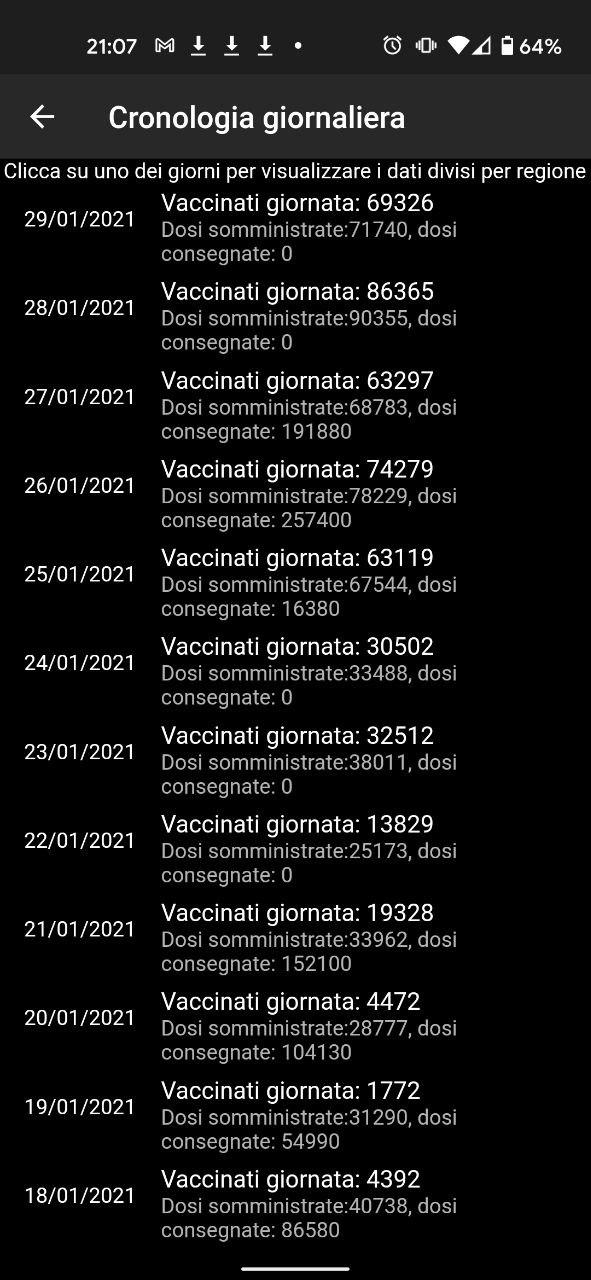 21:07
64%
Cronologia giornaliera
Clicca su uno dei giorni per visualizzare i dati divisi per regione
29/01/2021
Vaccinati giornata: 69326
Dosi somministrate:71740, dosi
consegnate: 0
28/01/2021
Vaccinati giornata: 86365
Dosi somministrate:90355, dosi
consegnate: 0
27/01/2021
Vaccinati giornata: 63297
Dosi somministrate:68783, dosi
consegnate: 191880
26/01/2021
Vaccinati giornata: 74279
Dosi somministrate:78229, dosi
consegnate: 257400
25/01/2021
Vaccinati giornata: 63119
Dosi somministrate:67544, dosi
consegnate: 16380
24/01/2021
Vaccinati giornata: 30502
Dosi somministrate:33488, dosi
consegnate: 0
23/01/2021
Vaccinati giornata: 32512
Dosi somministrate:38011, dosi
consegnate: 0
22/01/2021
Vaccinati giornata: 13829
Dosi somministrate:25173, dosi
consegnate: 0
21/01/2021
Vaccinati giornata: 19328
Dosi somministrate:33962, dosi
consegnate: 152100
20/01/2021
Vaccinati giornata: 4472
Dosi somministrate:28777, dosi
consegnate: 104130
19/01/2021
Vaccinati giornata: 1772
Dosi somministrate:31290, dosi
consegnate: 54990
18/01/2021
Vaccinati giornata: 4392
Dosi somministrate:40738, dosi
consegnate: 86580